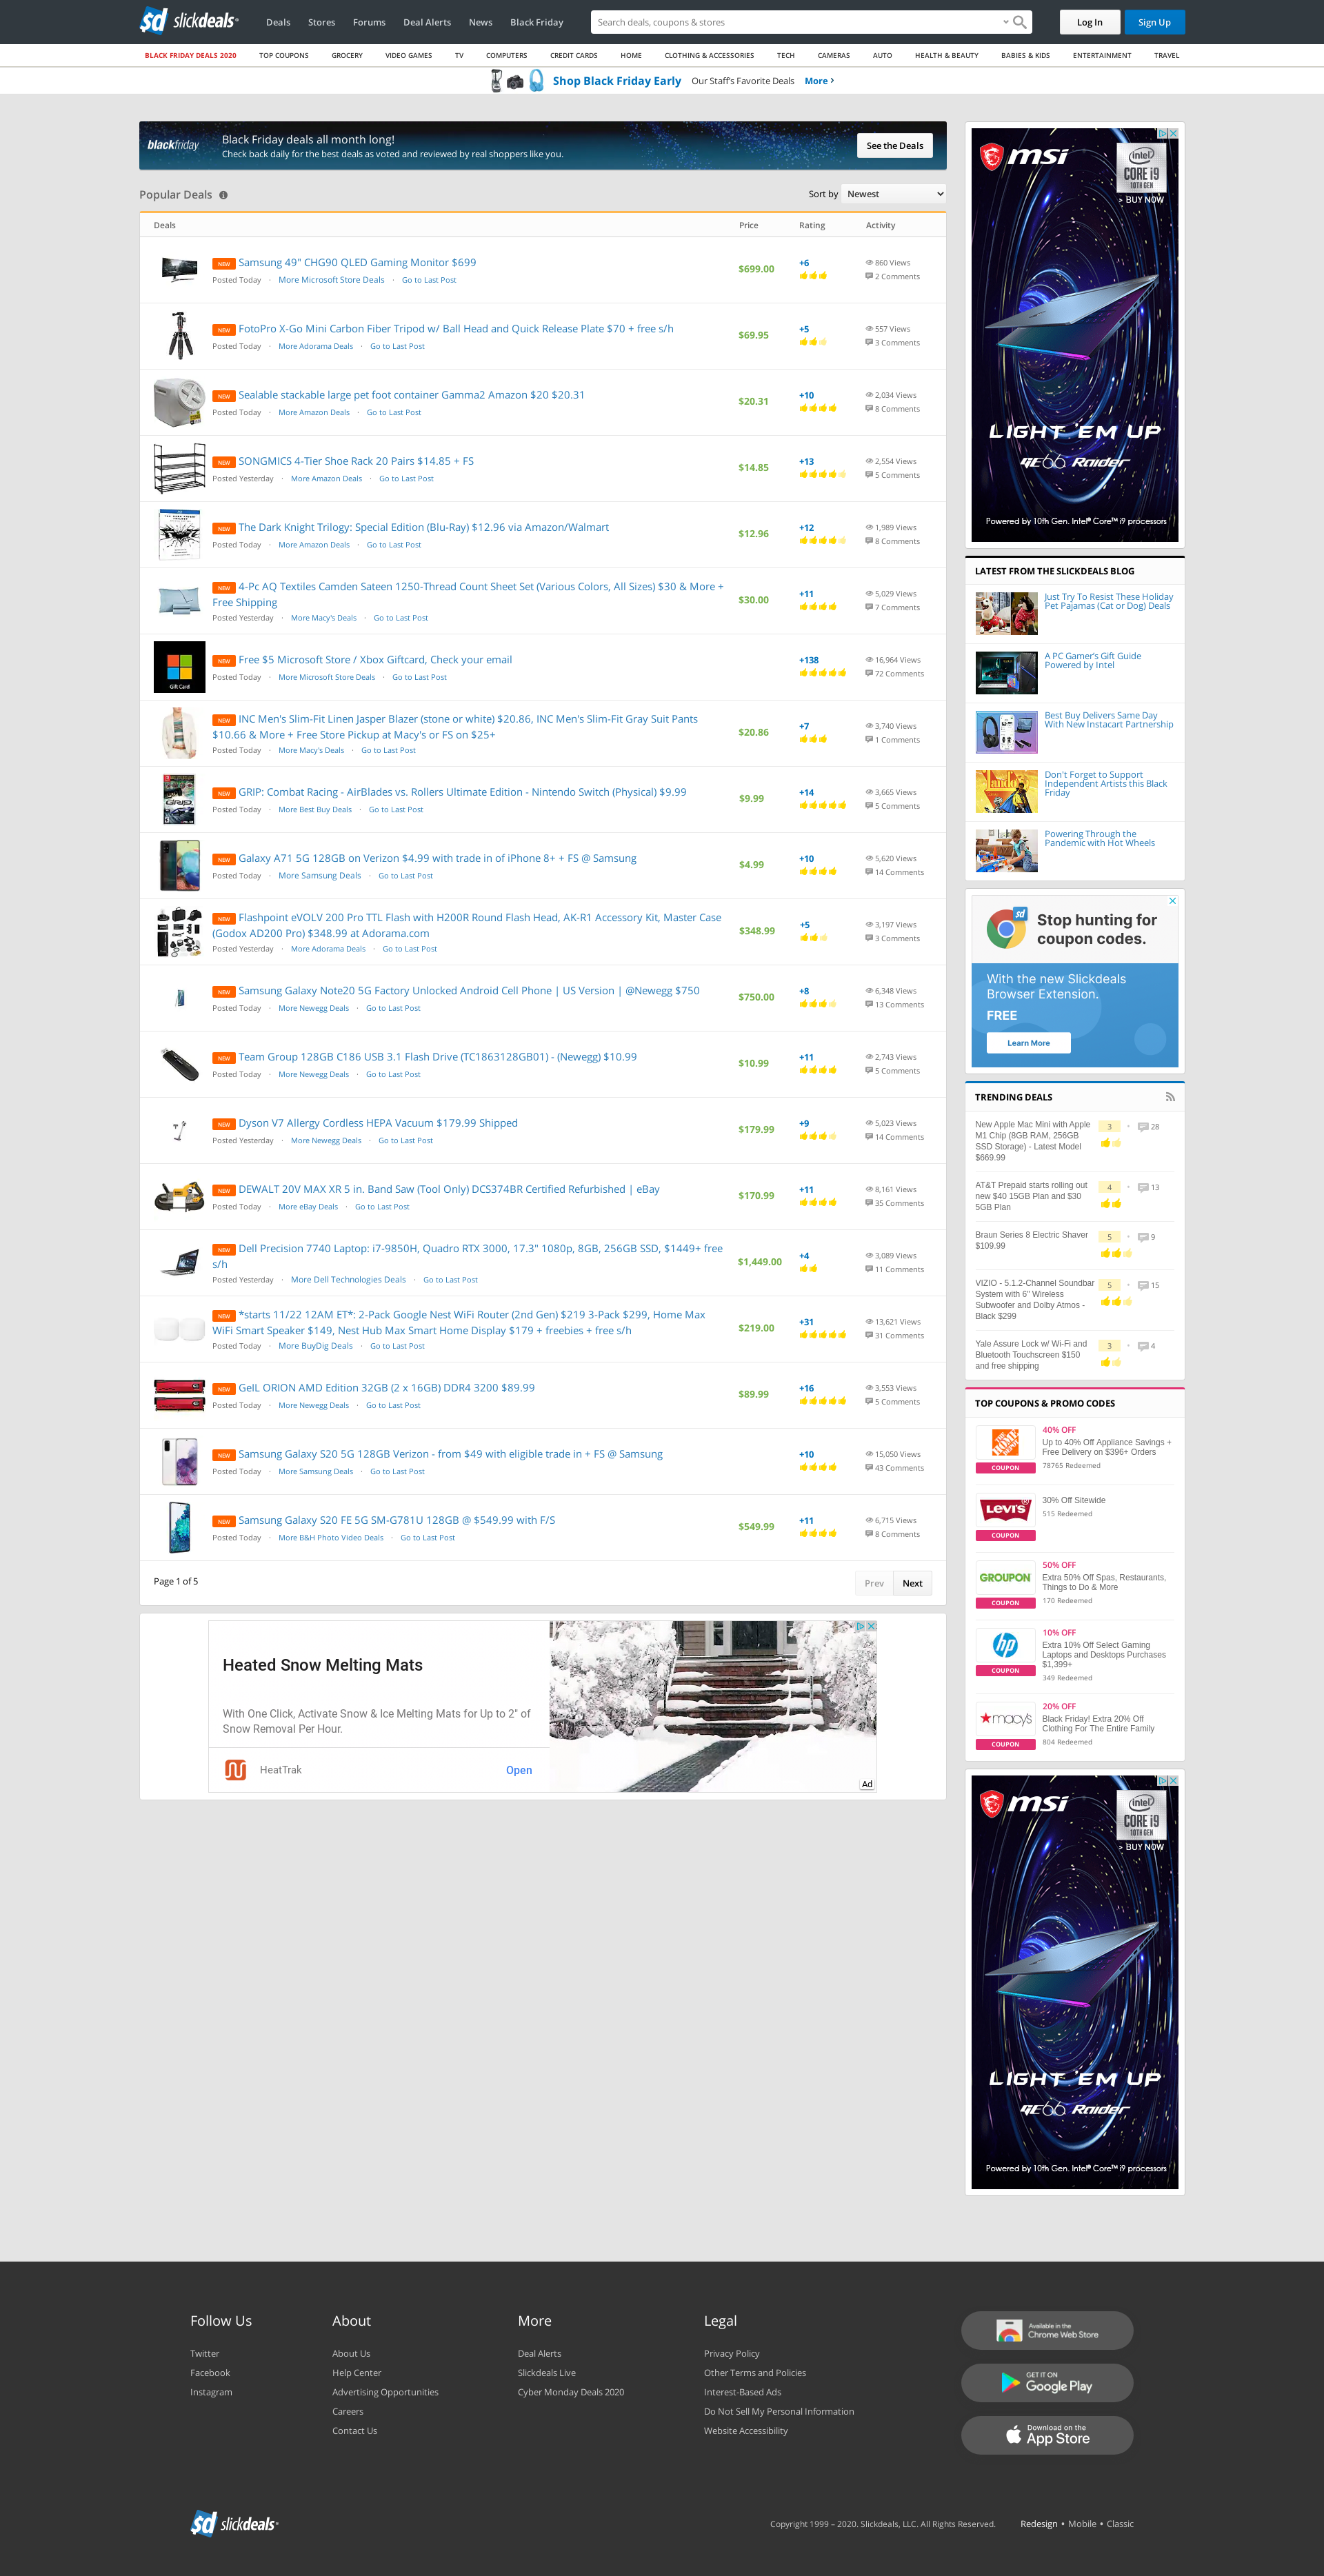 slickdeals
Deals
Stores
Forums
Deal Alerts
News
Black Friday
Search deals, coupons & stores
Log In
Sign Up
BLACK FRIDAY DEALS 2020
TOP COUPONS
GROCERY
VIDEO GAMES
TV
COMPUTERS
CREDIT CARDS
HOME
CLOTHING & ACCESSORIES
TECH
CAMERAS
AUTO
HEALTH & BEAUTY
BABIES & KIDS
ENTERTAINMENT
TRAVEL
Shop Black Friday Early Our Staff's Favorite Deals More ›
blackfriday
Black Friday deals all month long!
Check back daily for the best deals as voted and reviewed by real shoppers like you.
See the Deals
Popular Deals
Sort by Newest
Deals Price Rating Activity
NEW Samsung 49" CHG90 QLED Gaming Monitor $699
Posted Today · More Microsoft Store Deals · Go to Last Post
$699.00
+6
860 Views
2 Comments
NEW FotoPro X-Go Mini Carbon Fiber Tripod w/ Ball Head and Quick Release Plate $70 + free s/h
Posted Today · More Adorama Deals · Go to Last Post
$69.95
+5
557 Views
3 Comments
NEW Sealable stackable large pet foot container Gamma2 Amazon $20 $20.31
Posted Today · More Amazon Deals · Go to Last Post
$20.31
+10
2,034 Views
8 Comments
NEW SONGMICS 4-Tier Shoe Rack 20 Pairs $14.85 + FS
Posted Yesterday · More Amazon Deals · Go to Last Post
$14.85
+13
2,554 Views
5 Comments
NEW The Dark Knight Trilogy: Special Edition (Blu-Ray) $12.96 via Amazon/Walmart
Posted Today · More Amazon Deals · Go to Last Post
$12.96
+12
1,989 Views
8 Comments
NEW 4-Pc AQ Textiles Camden Sateen 1250-Thread Count Sheet Set (Various Colors, All Sizes) $30 & More +
Free Shipping
Posted Yesterday · More Macy's Deals · Go to Last Post
$30.00
+11
5,029 Views
7 Comments
Gift Card
NEW Free $5 Microsoft Store / Xbox Giftcard, Check your email
Posted Today · More Microsoft Store Deals · Go to Last Post
+138
16,964 Views
72 Comments
NEW INC Men's Slim-Fit Linen Jasper Blazer (stone or white) $20.86, INC Men's Slim-Fit Gray Suit Pants
$10.66 & More + Free Store Pickup at Macy's or FS on $25+
Posted Today · More Macy's Deals · Go to Last Post
$20.86
+7
3,740 Views
1 Comments
NEW GRIP: Combat Racing - AirBlades vs. Rollers Ultimate Edition - Nintendo Switch (Physical) $9.99
Posted Today · More Best Buy Deals · Go to Last Post
$9.99
+14
3,665 Views
5 Comments
NEW Galaxy A71 5G 128GB on Verizon $4.99 with trade in of iPhone 8+ + FS @ Samsung
Posted Today · More Samsung Deals · Go to Last Post
$4.99
+10
5,620 Views
14 Comments
NEW Flashpoint eVOLV 200 Pro TTL Flash with H200R Round Flash Head, AK-R1 Accessory Kit, Master Case
(Godox AD200 Pro) $348.99 at Adorama.com
Posted Yesterday · More Adorama Deals · Go to Last Post
$348.99
+5
3,197 Views
3 Comments
NEW Samsung Galaxy Note20 5G Factory Unlocked Android Cell Phone | US Version | @Newegg $750
Posted Today · More Newegg Deals · Go to Last Post
$750.00
+8
6,348 Views
13 Comments
NEW Team Group 128GB C186 USB 3.1 Flash Drive (TC1863128GB01) - (Newegg) $10.99
Posted Today · More Newegg Deals · Go to Last Post
$10.99
+11
2,743 Views
5 Comments
NEW Dyson V7 Allergy Cordless HEPA Vacuum $179.99 Shipped
Posted Yesterday · More Newegg Deals · Go to Last Post
$179.99
+9
5,023 Views
14 Comments
NEW DEWALT 20V MAX XR 5 in. Band Saw (Tool Only) DCS374BR Certified Refurbished | eBay
Posted Today · More eBay Deals · Go to Last Post
$170.99
+11
8,161 Views
35 Comments
NEW Dell Precision 7740 Laptop: i7-9850H, Quadro RTX 3000, 17.3" 1080p, 8GB, 256GB SSD, $1449+ free
s/h
Posted Yesterday · More Dell Technologies Deals · Go to Last Post
$1,449.00
+4
3,089 Views
11 Comments
NEW *starts 11/22 12AM ET*: 2-Pack Google Nest WiFi Router (2nd Gen) $219 3-Pack $299, Home Max
WiFi Smart Speaker $149, Nest Hub Max Smart Home Display $179 + freebies + free s/h
Posted Today · More BuyDig Deals · Go to Last Post
$219.00
+31
13,621 Views
31 Comments
NEW GeIL ORION AMD Edition 32GB (2 x 16GB) DDR4 3200 $89.99
Posted Today · More Newegg Deals · Go to Last Post
$89.99
+16
3,553 Views
5 Comments
NEW Samsung Galaxy S20 5G 128GB Verizon - from $49 with eligible trade in + FS @ Samsung
Posted Today · More Samsung Deals · Go to Last Post
+10
15,050 Views
43 Comments
NEW Samsung Galaxy S20 FE 5G SM-G781U 128GB @ $549.99 with F/S
Posted Today · More B&H Photo Video Deals · Go to Last Post
$549.99
+11
6,715 Views
8 Comments
Page 1 of 5
Prev Next
Heated Snow Melting Mats
With One Click, Activate Snow & Ice Melting Mats for Up to 2" of
Snow Removal Per Hour.
HeatTrak
Open
Ad
msi
intel
CORE i9
10TH GEN
> BUY NOW
LIGHT 'EM UP
GE66 Raider
Powered by 10th Gen. Intel® Core™ i9 processors
LATEST FROM THE SLICKDEALS BLOG
Just Try To Resist These Holiday
Pet Pajamas (Cat or Dog) Deals
A PC Gamer's Gift Guide
Powered by Intel
Best Buy Delivers Same Day
With New Instacart Partnership
Don't Forget to Support
Independent Artists this Black
Friday
Powering Through the
Pandemic with Hot Wheels
Stop hunting for
coupon codes.
With the new Slickdeals
Browser Extension.
FREE
Learn More
TRENDING DEALS
New Apple Mac Mini with Apple
M1 Chip (8GB RAM, 256GB
SSD Storage) - Latest Model
$669.99
3 • 28
AT&T Prepaid starts rolling out
new $40 15GB Plan and $30
5GB Plan
4 • 13
Braun Series 8 Electric Shaver
$109.99
5 • 9
VIZIO - 5.1.2-Channel Soundbar
System with 6" Wireless
Subwoofer and Dolby Atmos -
Black $299
5 • 15
Yale Assure Lock w/ Wi-Fi and
Bluetooth Touchscreen $150
and free shipping
3 • 4
TOP COUPONS & PROMO CODES
COUPON
40% OFF
Up to 40% Off Appliance Savings +
Free Delivery on $396+ Orders
78765 Redeemed
LEVI'S
COUPON
30% Off Sitewide
515 Redeemed
GROUPON
COUPON
50% OFF
Extra 50% Off Spas, Restaurants,
Things to Do & More
170 Redeemed
hp
COUPON
10% OFF
Extra 10% Off Select Gaming
Laptops and Desktops Purchases
$1,399+
349 Redeemed
macy's
COUPON
20% OFF
Black Friday! Extra 20% Off
Clothing For The Entire Family
804 Redeemed
msi
intel
CORE i9
10TH GEN
> BUY NOW
LIGHT 'EM UP
GE66 Raider
Powered by 10th Gen. Intel® Core™ i9 processors
Follow Us
Twitter
Facebook
Instagram
About
About Us
Help Center
Advertising Opportunities
Careers
Contact Us
More
Deal Alerts
Slickdeals Live
Cyber Monday Deals 2020
Legal
Privacy Policy
Other Terms and Policies
Interest-Based Ads
Do Not Sell My Personal Information
Website Accessibility
Available in the
Chrome Web Store
GET IT ON
Google Play
Download on the
App Store
slickdeals
Copyright 1999 – 2020. Slickdeals, LLC. All Rights Reserved.
Redesign • Mobile • Classic